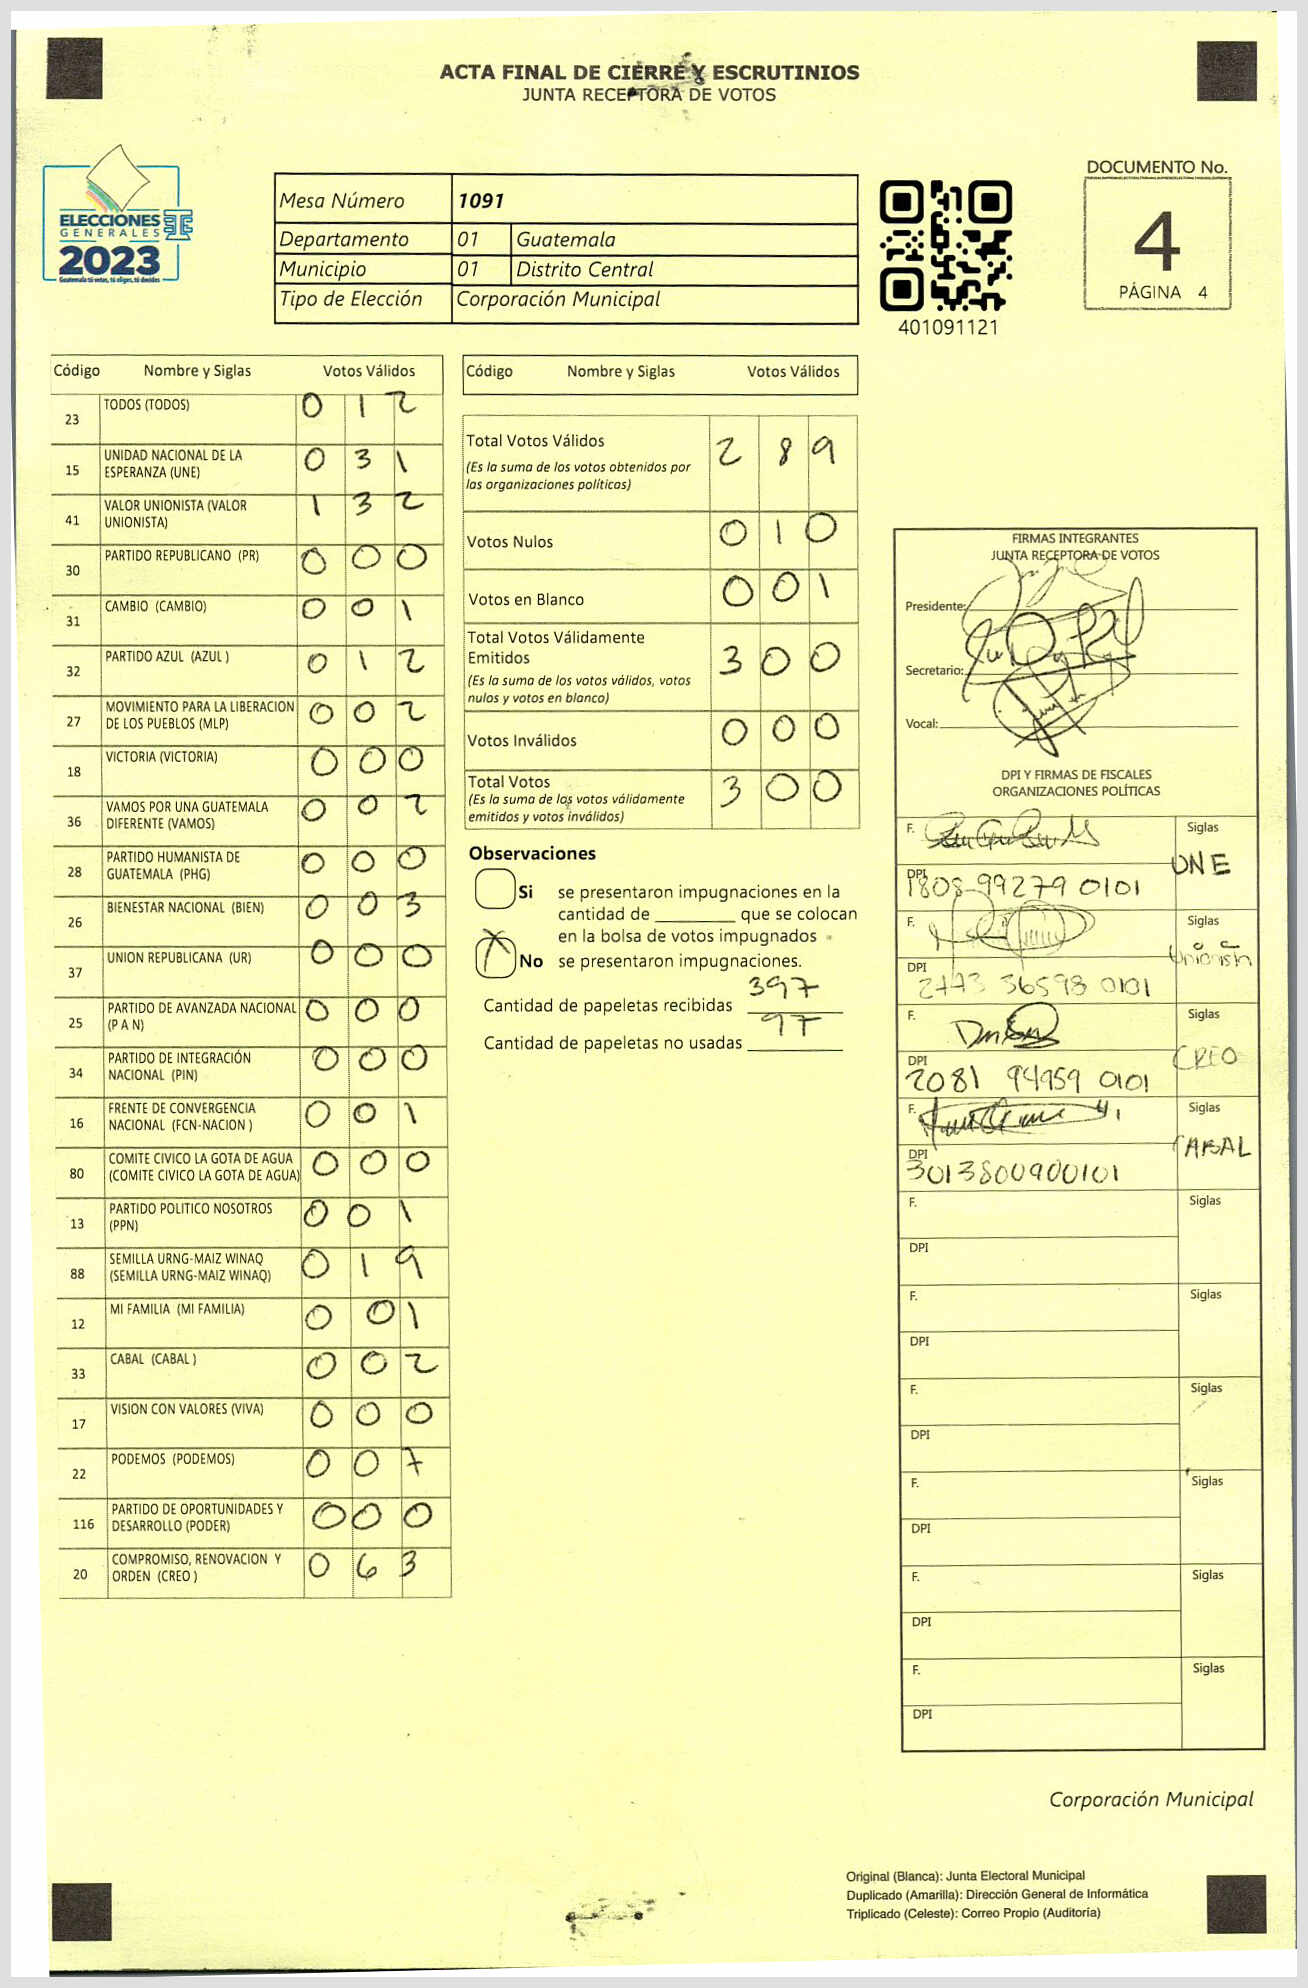 ACTA FINAL DE CIERRE Y ESCRUTINIOS
JUNTA RECEPTORA DE VOTOS
ELECCIONES
GENERALES
2023
Guatemala tú votas, tú eliges, tú decides
Mesa Número 1091
Departamento 01 Guatemala
Municipio 01 Distrito Central
Tipo de Elección Corporación Municipal
401091121
DOCUMENTO No.
4
PÁGINA 4
Código Nombre y Siglas Votos Válidos
23 TODOS (TODOS) 0 1 2
15 UNIDAD NACIONAL DE LA ESPERANZA (UNE) 0 3 1
41 VALOR UNIONISTA (VALOR UNIONISTA) 1 3 2
30 PARTIDO REPUBLICANO (PR) 0 0 0
31 CAMBIO (CAMBIO) 0 0 1
32 PARTIDO AZUL (AZUL ) 0 1 2
27 MOVIMIENTO PARA LA LIBERACION DE LOS PUEBLOS (MLP) 0 0 2
18 VICTORIA (VICTORIA) 0 0 0
36 VAMOS POR UNA GUATEMALA DIFERENTE (VAMOS) 0 0 2
28 PARTIDO HUMANISTA DE GUATEMALA (PHG) 0 0 0
26 BIENESTAR NACIONAL (BIEN) 0 0 3
37 UNION REPUBLICANA (UR) 0 0 0
25 PARTIDO DE AVANZADA NACIONAL (P A N) 0 0 0
34 PARTIDO DE INTEGRACIÓN NACIONAL (PIN) 0 0 0
16 FRENTE DE CONVERGENCIA NACIONAL (FCN-NACION ) 0 0 1
80 COMITE CIVICO LA GOTA DE AGUA (COMITE CIVICO LA GOTA DE AGUA) 0 0 0
13 PARTIDO POLITICO NOSOTROS (PPN) 0 0 1
88 SEMILLA URNG-MAIZ WINAQ (SEMILLA URNG-MAIZ WINAQ) 0 1 9
12 MI FAMILIA (MI FAMILIA) 0 0 1
33 CABAL (CABAL ) 0 0 2
17 VISION CON VALORES (VIVA) 0 0 0
22 PODEMOS (PODEMOS) 0 0 7
116 PARTIDO DE OPORTUNIDADES Y DESARROLLO (PODER) 0 0 0
20 COMPROMISO, RENOVACION Y ORDEN (CREO ) 0 6 3
Código Nombre y Siglas Votos Válidos
Total Votos Válidos 2 8 9
(Es la suma de los votos obtenidos por
las organizaciones políticas)
Votos Nulos 0 1 0
Votos en Blanco 0 0 1
Total Votos Válidamente
Emitidos 3 0 0
(Es la suma de los votos válidos, votos
nulos y votos en blanco)
Votos Inválidos 0 0 0
Total Votos 3 0 0
(Es la suma de los votos válidamente
emitidos y votos inválidos)
Observaciones
Si se presentaron impugnaciones en la
cantidad de ________ que se colocan
en la bolsa de votos impugnados
X No se presentaron impugnaciones.
Cantidad de papeletas recibidas 397
Cantidad de papeletas no usadas 97
FIRMAS INTEGRANTES
JUNTA RECEPTORA DE VOTOS
Presidente:
Secretario:
Vocal:
DPI Y FIRMAS DE FISCALES
ORGANIZACIONES POLÍTICAS
F. Siglas
UNE
DPI 1808-99279 0101
F. Siglas
Unionista
DPI 2773 36598 0101
F. Siglas
CREO
DPI 2081 94959 0101
F. Siglas
CABAL
DPI 3013800900101
F. Siglas
DPI
F. Siglas
DPI
F. Siglas
DPI
F. Siglas
DPI
F. Siglas
DPI
F. Siglas
DPI
Corporación Municipal
Original (Blanca): Junta Electoral Municipal
Duplicado (Amarilla): Dirección General de Informática
Triplicado (Celeste): Correo Propio (Auditoría)